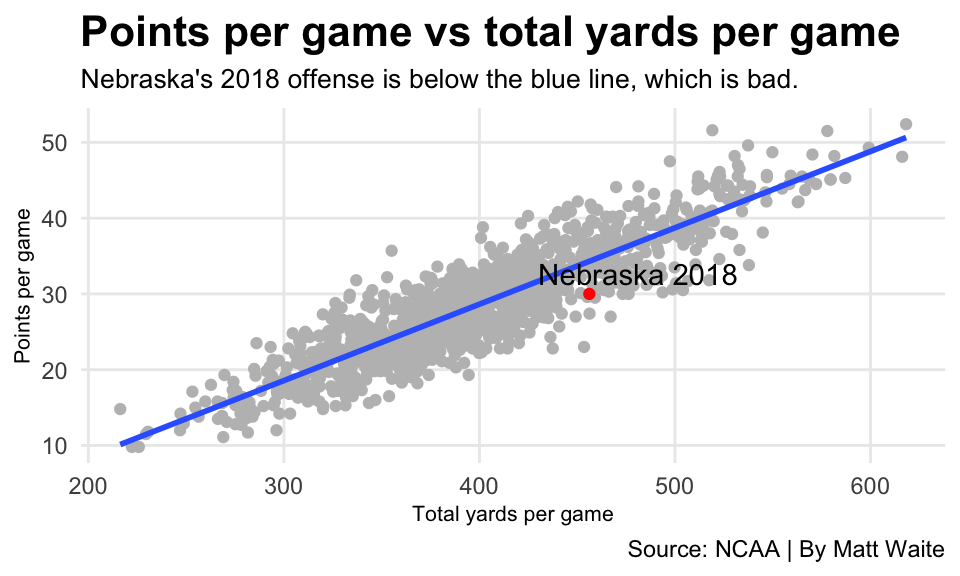 Points per game vs total yards per game
Nebraska's 2018 offense is below the blue line, which is bad.
Points per game
50
40
30
20
10
Nebraska 2018
200 300 400 500 600
Total yards per game
Source: NCAA | By Matt Waite